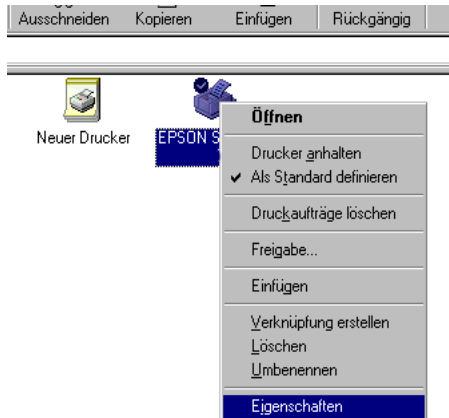 Ausschneiden Kopieren Einfügen Rückgängig
Neuer Drucker EPSON S
Öffnen
Drucker anhalten
Als Standard definieren
Druckaufträge löschen
Freigabe...
Einfügen
Verknüpfung erstellen
Löschen
Umbenennen
Eigenschaften